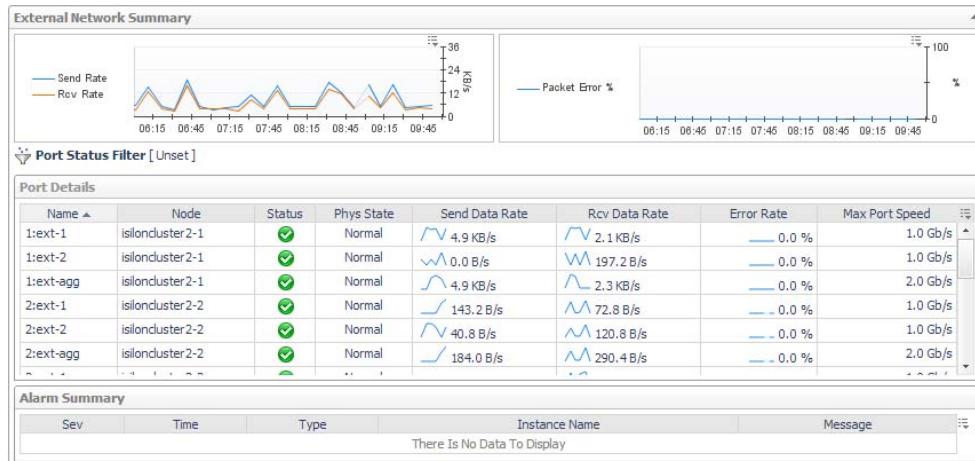 External Network Summary
Send Rate
Rcv Rate
36
24
12
0
KB/s
06:15 06:45 07:15 07:45 08:15 08:45 09:15 09:45
Packet Error %
100
0
%
06:15 06:45 07:15 07:45 08:15 08:45 09:15 09:45
Port Status Filter [ Unset ]
Port Details
Name Node Status Phys State Send Data Rate Rcv Data Rate Error Rate Max Port Speed
1:ext-1 isiloncluster2-1 Normal 4.9 KB/s 2.1 KB/s 0.0 % 1.0 Gb/s
1:ext-2 isiloncluster2-1 Normal 0.0 B/s 197.2 B/s 0.0 % 1.0 Gb/s
1:ext-agg isiloncluster2-1 Normal 4.9 KB/s 2.3 KB/s 0.0 % 2.0 Gb/s
2:ext-1 isiloncluster2-2 Normal 143.2 B/s 72.8 B/s 0.0 % 1.0 Gb/s
2:ext-2 isiloncluster2-2 Normal 40.8 B/s 120.8 B/s 0.0 % 1.0 Gb/s
2:ext-agg isiloncluster2-2 Normal 184.0 B/s 290.4 B/s 0.0 % 2.0 Gb/s
Alarm Summary
Sev Time Type Instance Name Message
There Is No Data To Display